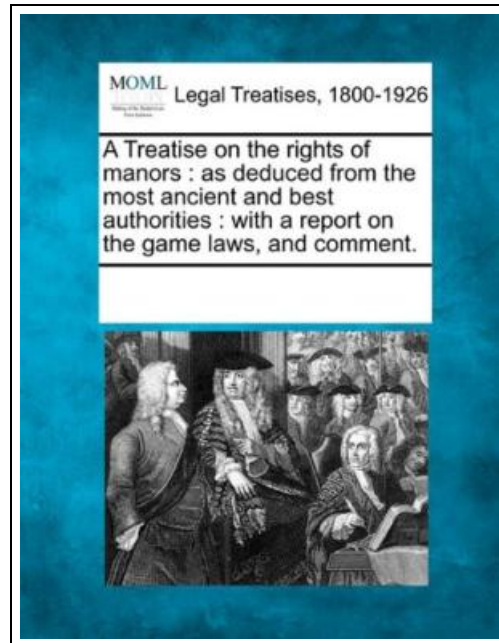 MOML
Legal Treatises, 1800-1926
A Treatise on the rights of
manors : as deduced from the
most ancient and best
authorities : with a report on
the game laws, and comment.